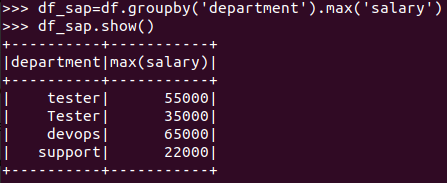 >>> df_sap=df.groupby('department').max('salary')
>>> df_sap.show()
+----------+-----------+
|department|max(salary)|
+----------+-----------+
|    tester|      55000|
|    Tester|      35000|
|    devops|      65000|
|   support|      22000|
+----------+-----------+